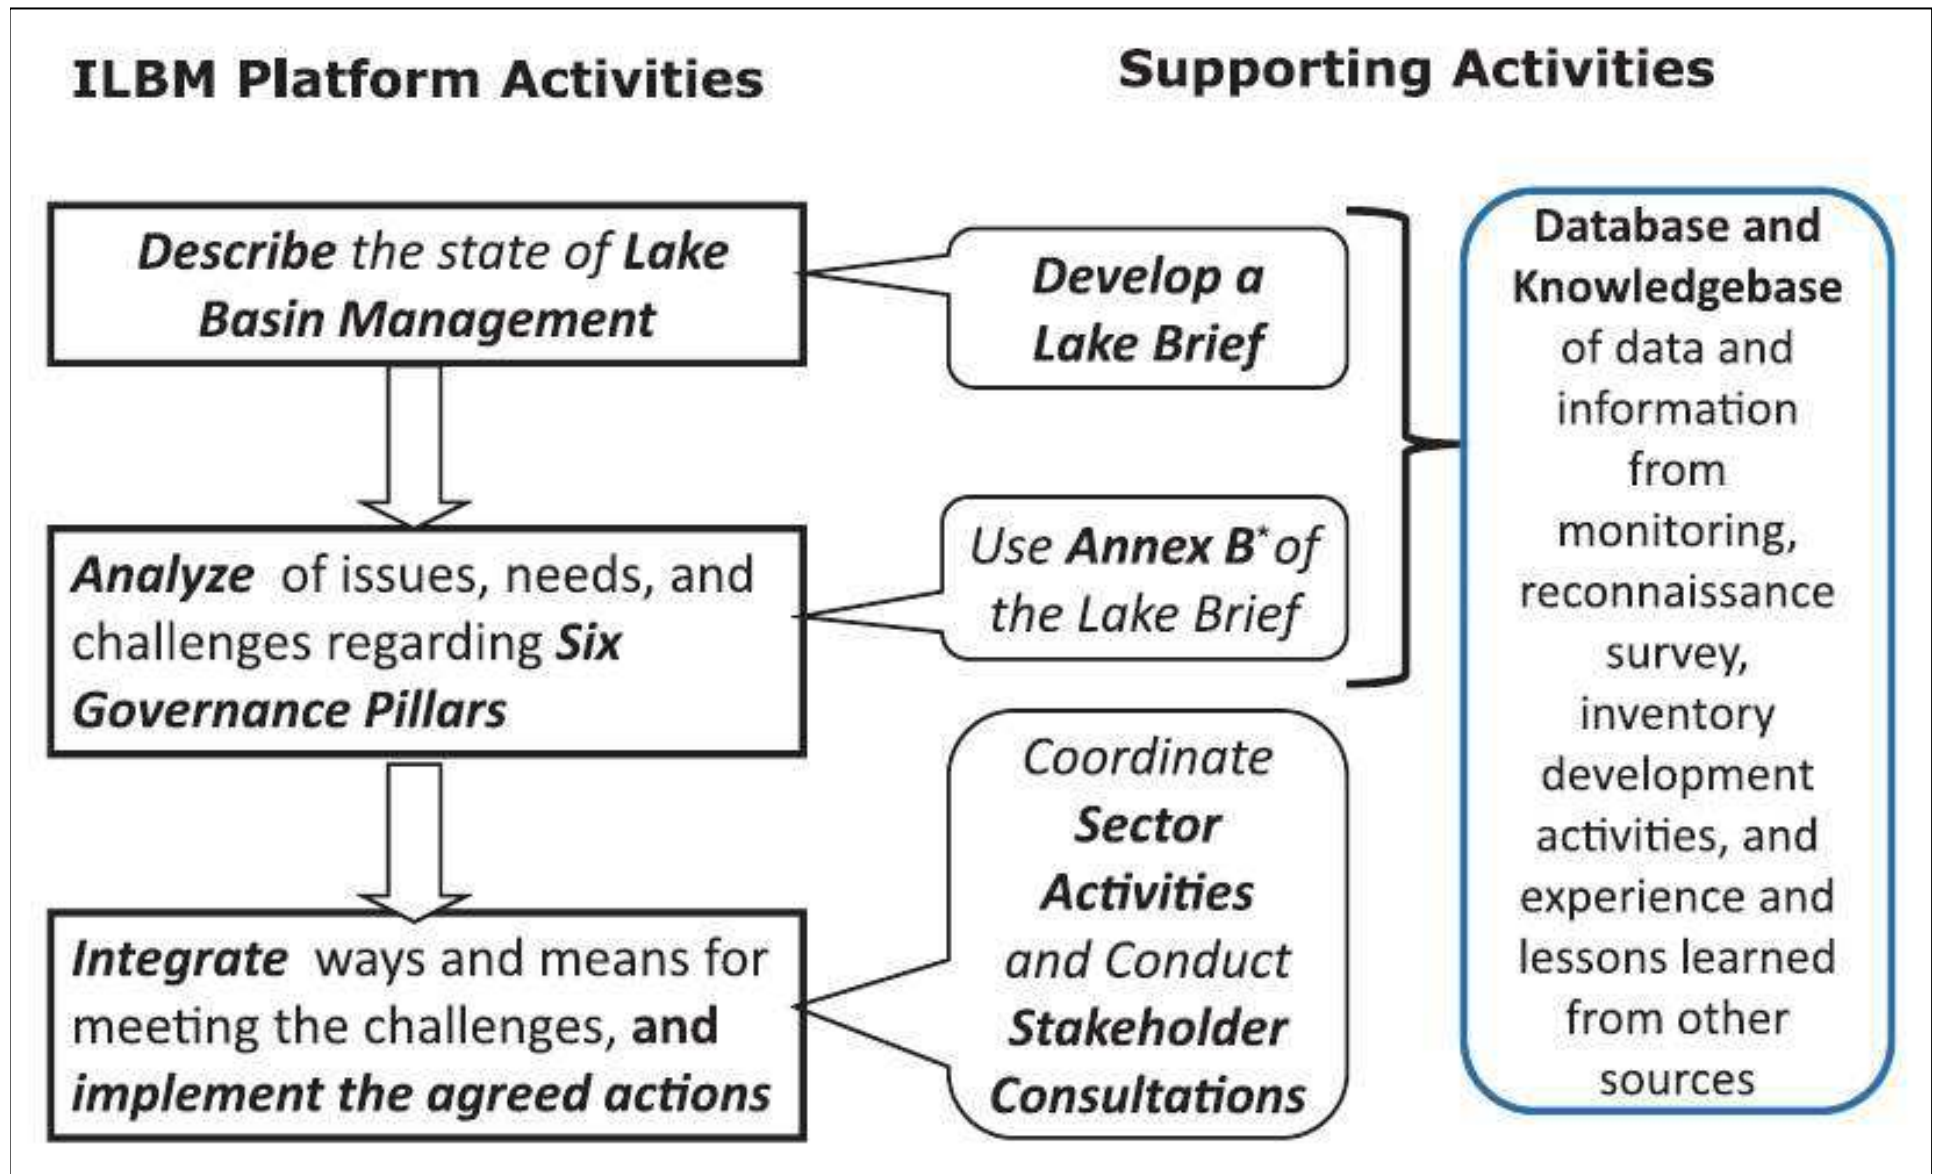 ILBM Platform Activities
Supporting Activities
Describe the state of Lake
Basin Management
Develop a
Lake Brief
Analyze of issues, needs, and
challenges regarding Six
Governance Pillars
Use Annex B* of
the Lake Brief
Integrate ways and means for
meeting the challenges, and
implement the agreed actions
Coordinate
Sector
Activities
and Conduct
Stakeholder
Consultations
Database and
Knowledgebase
of data and
information
from
monitoring,
reconnaissance
survey,
inventory
development
activities, and
experience and
lessons learned
from other
sources